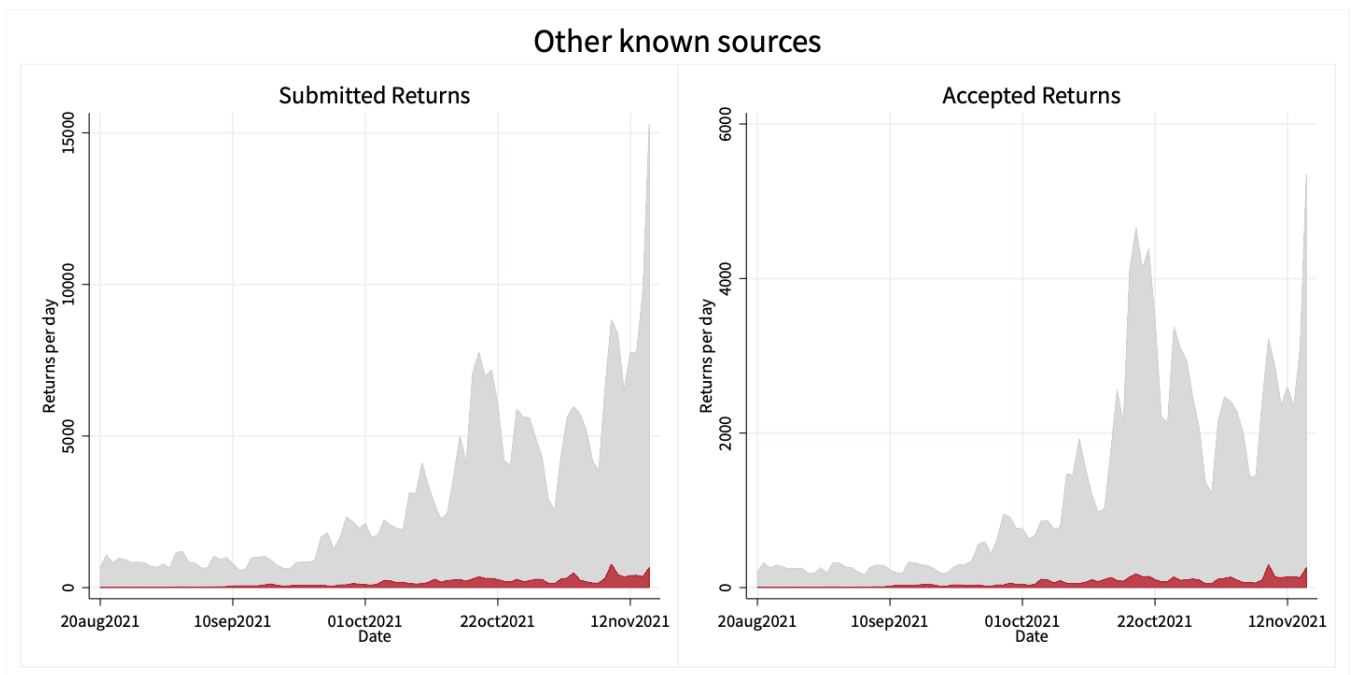 Other known sources
Submitted Returns
15000
10000
5000
0
Returns per day
20aug2021 10sep2021 01oct2021 22oct2021 12nov2021
Date
Accepted Returns
6000
4000
2000
0
Returns per day
20aug2021 10sep2021 01oct2021 22oct2021 12nov2021
Date